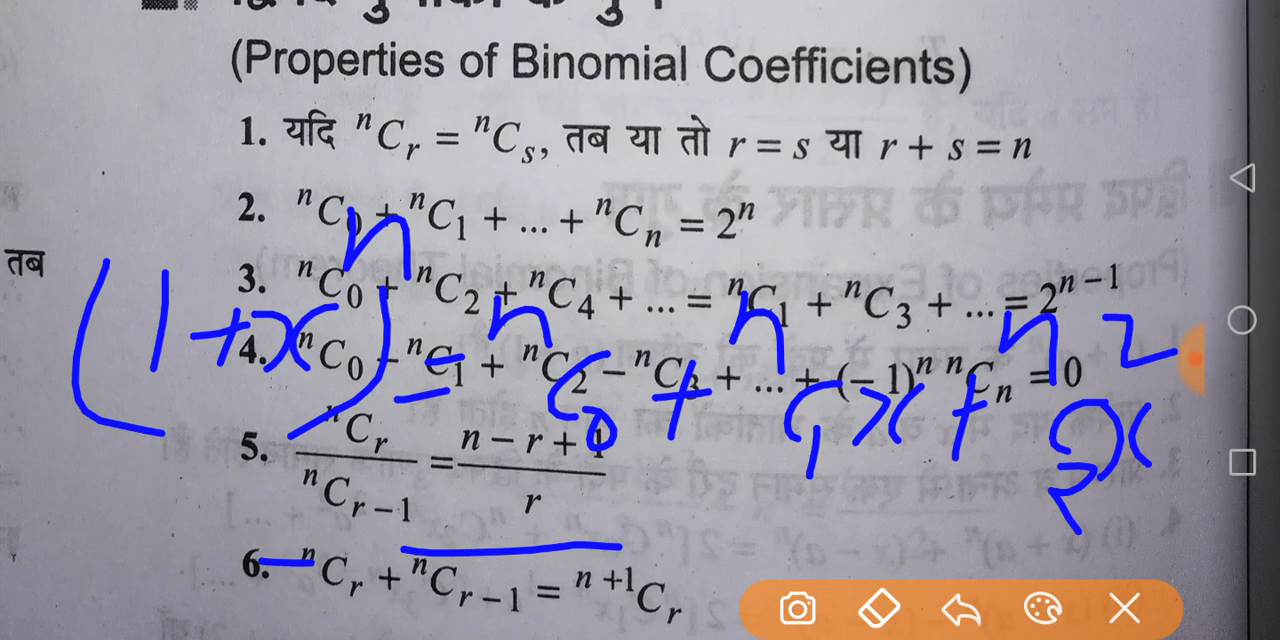 (Properties of Binomial Coefficients)
1. यदि ⁿCᵣ = ⁿCₛ, तब या तो r = s या r + s = n
2. ⁿC₀ + ⁿC₁ + ... + ⁿCₙ = 2ⁿ
तब
3. ⁿC₀ + ⁿC₂ + ⁿC₄ + ... = ⁿC₁ + ⁿC₃ + ... = 2ⁿ⁻¹
(1+x)ⁿ = ⁿC₀ + ⁿC₁x + ⁿC₂x²
4. ⁿC₀ − ⁿC₁ + ⁿC₂ − ⁿC₃ + ... + (−1)ⁿ ⁿCₙ = 0
5. ⁿCᵣ / ⁿCᵣ₋₁ = (n − r + 1) / r
6. ⁿCᵣ + ⁿCᵣ₋₁ = ⁿ⁺¹Cᵣ